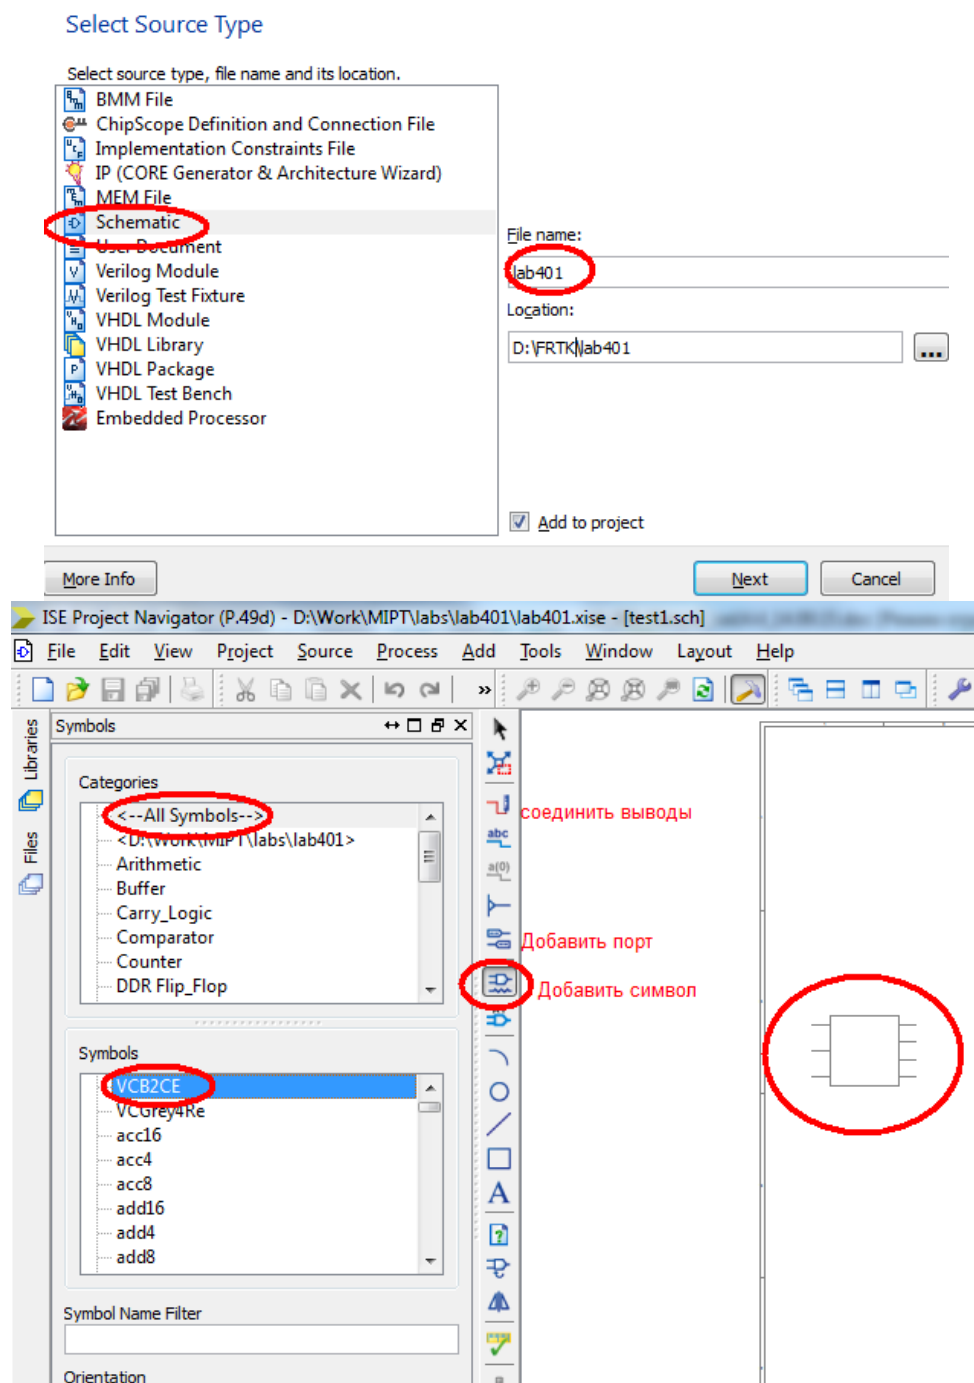 Select Source Type
Select source type, file name and its location.
BMM File
ChipScope Definition and Connection File
Implementation Constraints File
IP (CORE Generator & Architecture Wizard)
MEM File
Schematic
User Document
Verilog Module
Verilog Test Fixture
VHDL Module
VHDL Library
VHDL Package
VHDL Test Bench
Embedded Processor
File name:
lab401
Location:
D:\FRTK\lab401
...
Add to project
More Info
Next
Cancel
ISE Project Navigator (P.49d) - D:\Work\MIPT\labs\lab401\lab401.xise - [test1.sch]
File Edit View Project Source Process Add Tools Window Layout Help
Symbols
Libraries
Files
Categories
<--All Symbols-->
<D:\Work\MIPT\labs\lab401>
Arithmetic
Buffer
Carry_Logic
Comparator
Counter
DDR Flip_Flop
Symbols
VCB2CE
VCGrey4Re
acc16
acc4
acc8
add16
add4
add8
Symbol Name Filter
Orientation
abc
a(0)
A
соединить выводы
Добавить порт
Добавить символ